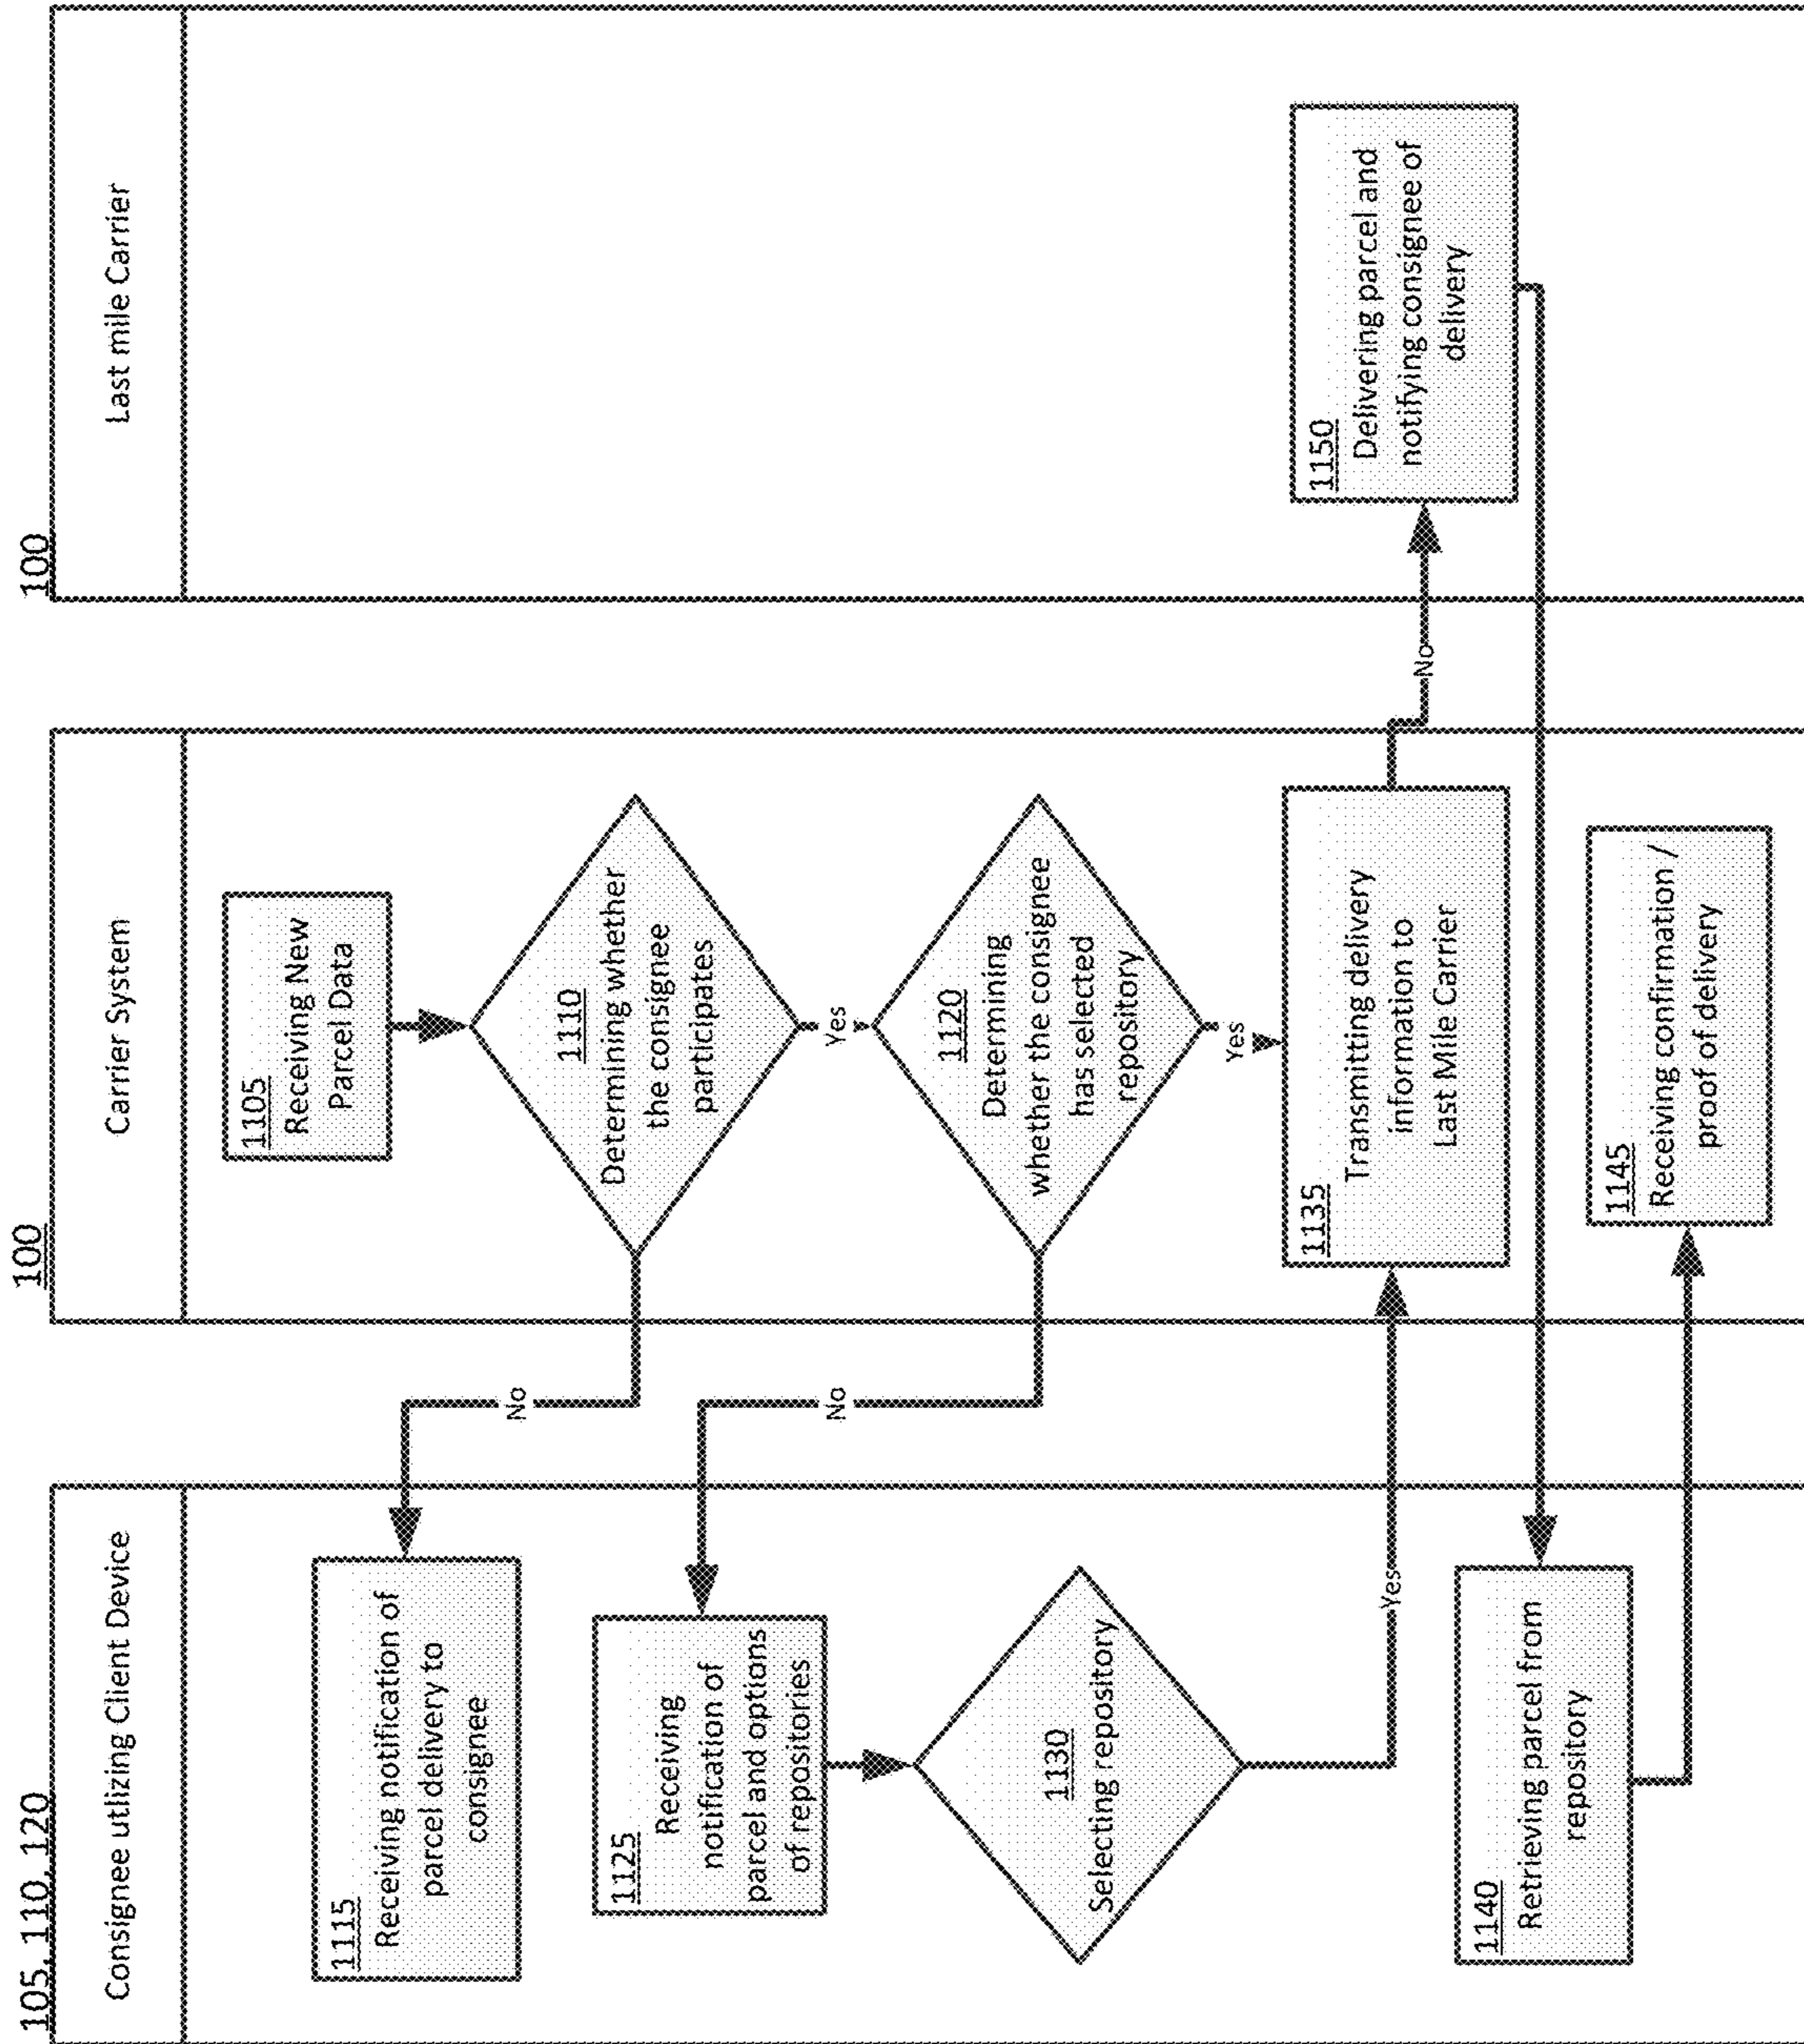 105, 110, 120
Consignee utlizing Client Device
1115
Receiving notification of
parcel delivery to
consignee
1125
Receiving
notification of
parcel and options
of repositories
1130
Selecting repository
Yes
1140
Retrieving parcel from
repository
100
Carrier System
1105
Receiving New
Parcel Data
1110
Determining whether
the consignee
participates
No
Yes
1120
Determining
whether the consignee
has selected
repository
No
Yes
1135
Transmitting delivery
information to
Last Mile Carrier
No
1145
Receiving confirmation /
proof of delivery
100
Last mile Carrier
1150
Delivering parcel and
notifying consignee of
delivery